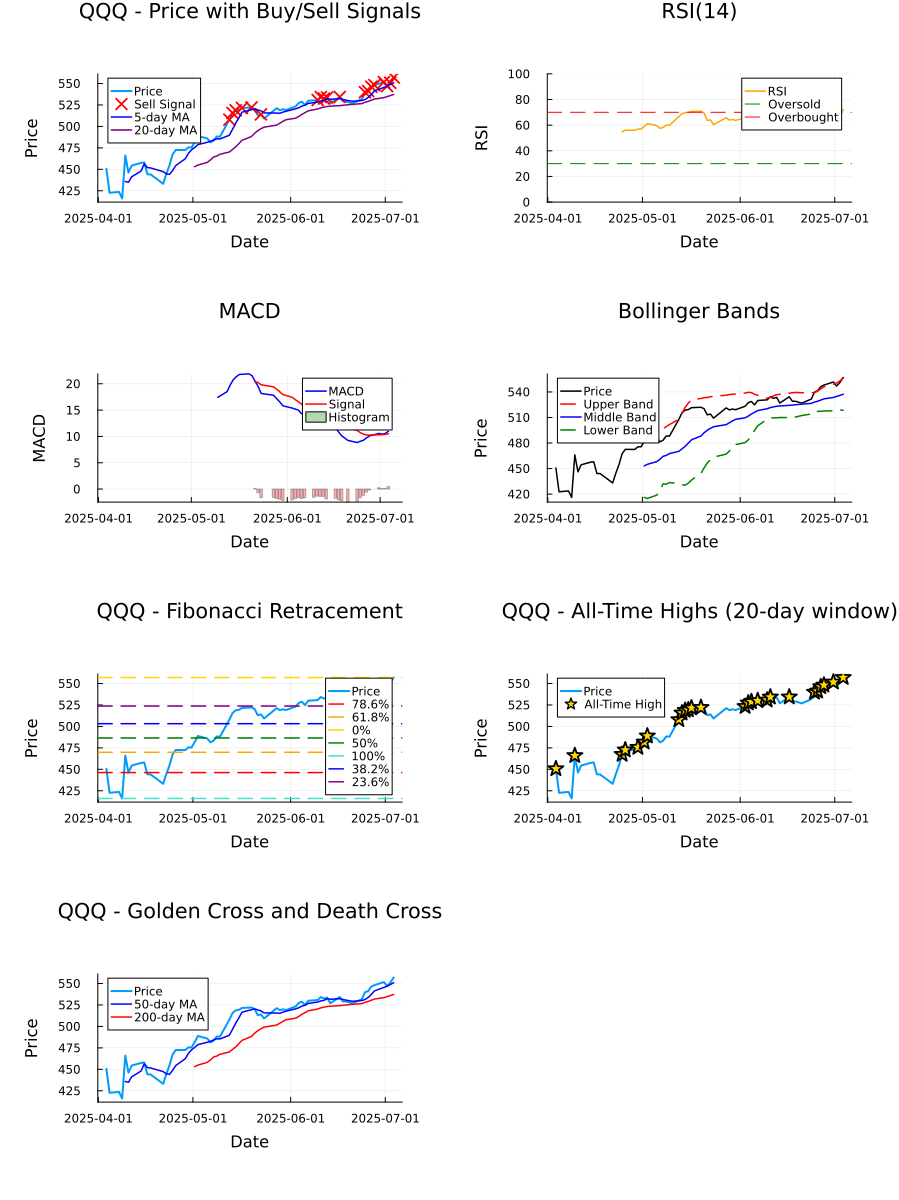 QQQ - Price with Buy/Sell Signals
Price
550
525
500
475
450
425
Price
Sell Signal
5-day MA
20-day MA
2025-04-01
2025-05-01
2025-06-01
2025-07-01
Date
RSI(14)
RSI
100
80
60
40
20
0
RSI
Oversold
Overbought
2025-04-01
2025-05-01
2025-06-01
2025-07-01
Date
MACD
MACD
20
15
10
5
0
MACD
Signal
Histogram
2025-04-01
2025-05-01
2025-06-01
2025-07-01
Date
Bollinger Bands
Price
540
510
480
450
420
Price
Upper Band
Middle Band
Lower Band
2025-04-01
2025-05-01
2025-06-01
2025-07-01
Date
QQQ - Fibonacci Retracement
Price
550
525
500
475
450
425
Price
78.6%
61.8%
0%
50%
100%
38.2%
23.6%
2025-04-01
2025-05-01
2025-06-01
2025-07-01
Date
QQQ - All-Time Highs (20-day window)
Price
550
525
500
475
450
425
Price
All-Time High
2025-04-01
2025-05-01
2025-06-01
2025-07-01
Date
QQQ - Golden Cross and Death Cross
Price
550
525
500
475
450
425
Price
50-day MA
200-day MA
2025-04-01
2025-05-01
2025-06-01
2025-07-01
Date